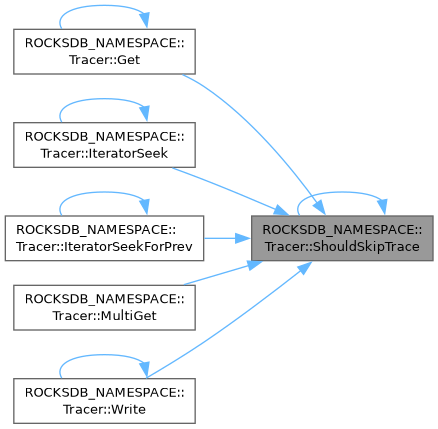 ROCKSDB_NAMESPACE::
Tracer::Get
ROCKSDB_NAMESPACE::
Tracer::IteratorSeek
ROCKSDB_NAMESPACE::
Tracer::IteratorSeekForPrev
ROCKSDB_NAMESPACE::
Tracer::ShouldSkipTrace
ROCKSDB_NAMESPACE::
Tracer::MultiGet
ROCKSDB_NAMESPACE::
Tracer::Write